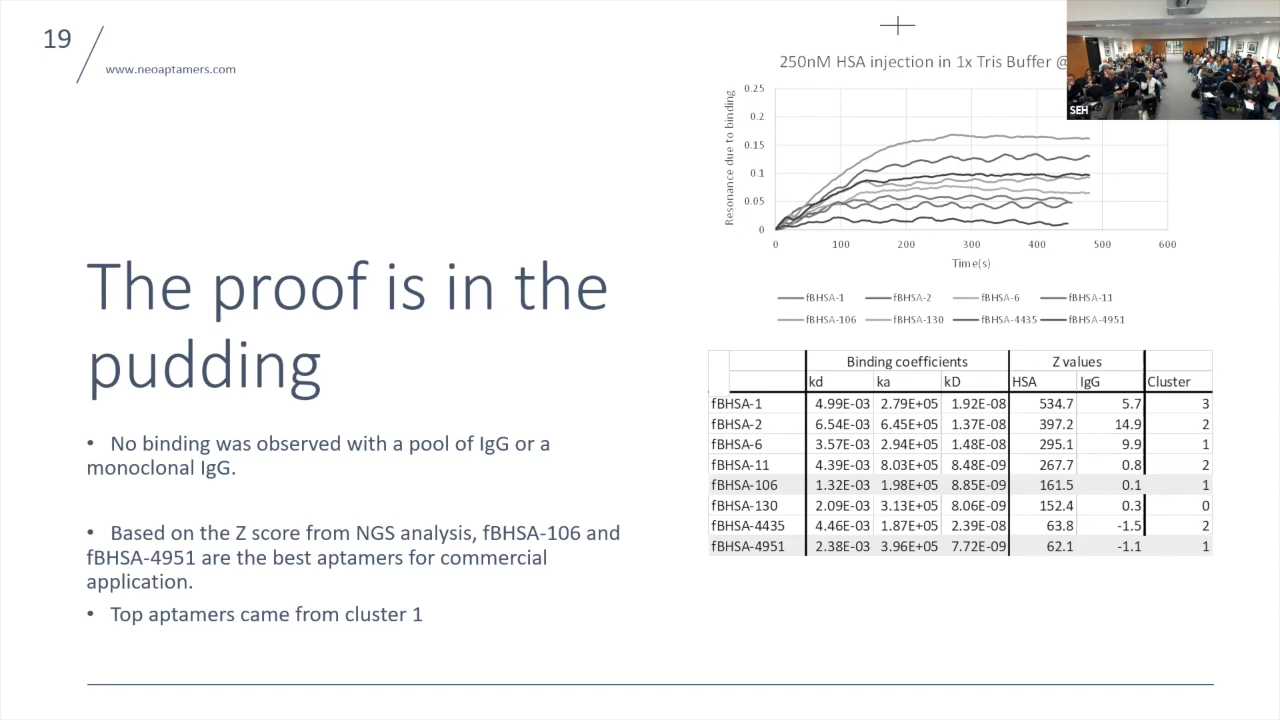 19
www.neoaptamers.com
The proof is in the
pudding
• No binding was observed with a pool of IgG or a
monoclonal IgG.
• Based on the Z score from NGS analysis, fBHSA-106 and
fBHSA-4951 are the best aptamers for commercial
application.
• Top aptamers came from cluster 1
250nM HSA injection in 1x Tris Buffer @
SEH
Resonance due to binding
0.25
0.2
0.15
0.1
0.05
0
0 100 200 300 400 500 600
Time(s)
fBHSA-1 fBHSA-2 fBHSA-6 fBHSA-11
fBHSA-106 fBHSA-130 fBHSA-4435 fBHSA-4951
Binding coefficients Z values
kd ka kD HSA IgG Cluster
fBHSA-1 4.99E-03 2.79E+05 1.92E-08 534.7 5.7 3
fBHSA-2 6.54E-03 6.45E+05 1.37E-08 397.2 14.9 2
fBHSA-6 3.57E-03 2.94E+05 1.48E-08 295.1 9.9 1
fBHSA-11 4.39E-03 8.03E+05 8.48E-09 267.7 0.8 2
fBHSA-106 1.32E-03 1.98E+05 8.85E-09 161.5 0.1 1
fBHSA-130 2.09E-03 3.13E+05 8.06E-09 152.4 0.3 0
fBHSA-4435 4.46E-03 1.87E+05 2.39E-08 63.8 -1.5 2
fBHSA-4951 2.38E-03 3.96E+05 7.72E-09 62.1 -1.1 1